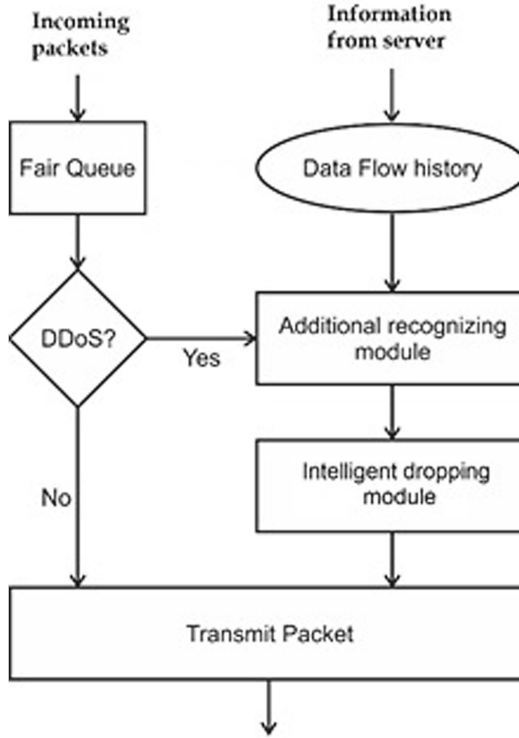 Incoming
packets
Information
from server
Fair Queue
Data Flow history
DDoS?
Yes
Additional recognizing
module
Intelligent dropping
module
No
Transmit Packet